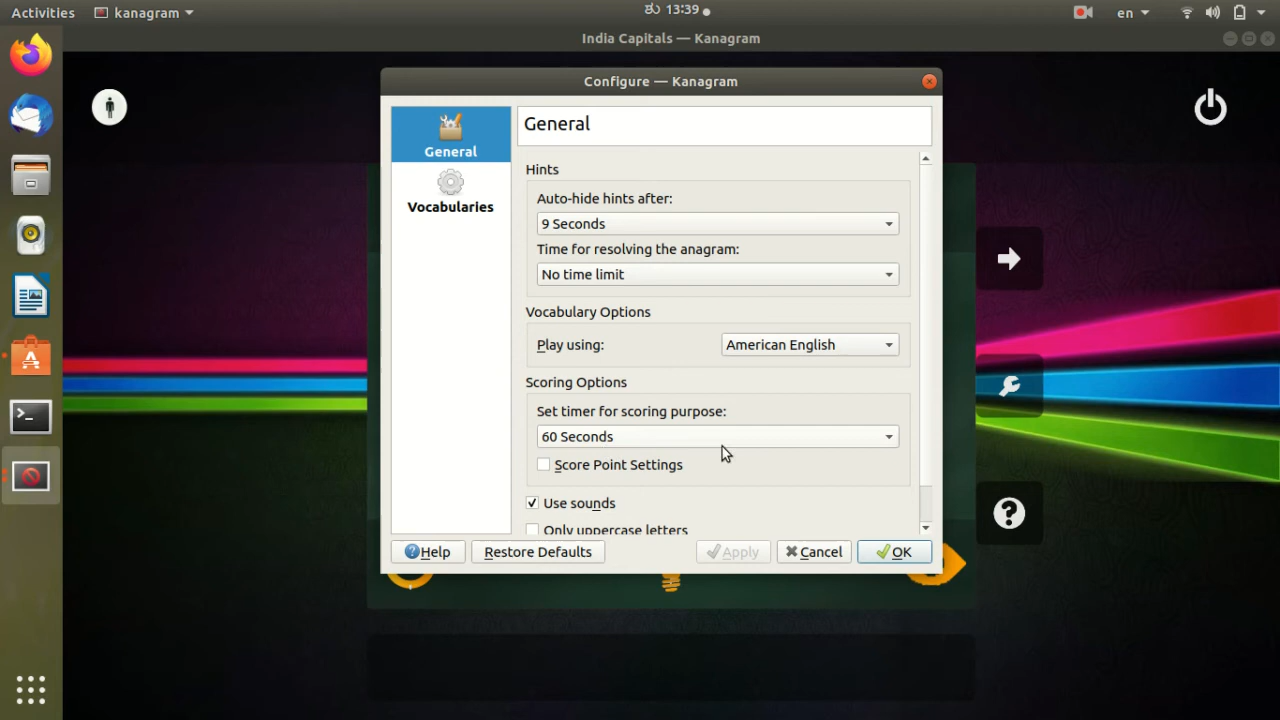 Activities
kanagram
ಶು 13:39
en
India Capitals — Kanagram
Configure — Kanagram
General
Vocabularies
General
Hints
Auto-hide hints after:
9 Seconds
Time for resolving the anagram:
No time limit
Vocabulary Options
Play using:
American English
Scoring Options
Set timer for scoring purpose:
60 Seconds
Score Point Settings
Use sounds
Only uppercase letters
Help
Restore Defaults
Apply
Cancel
OK